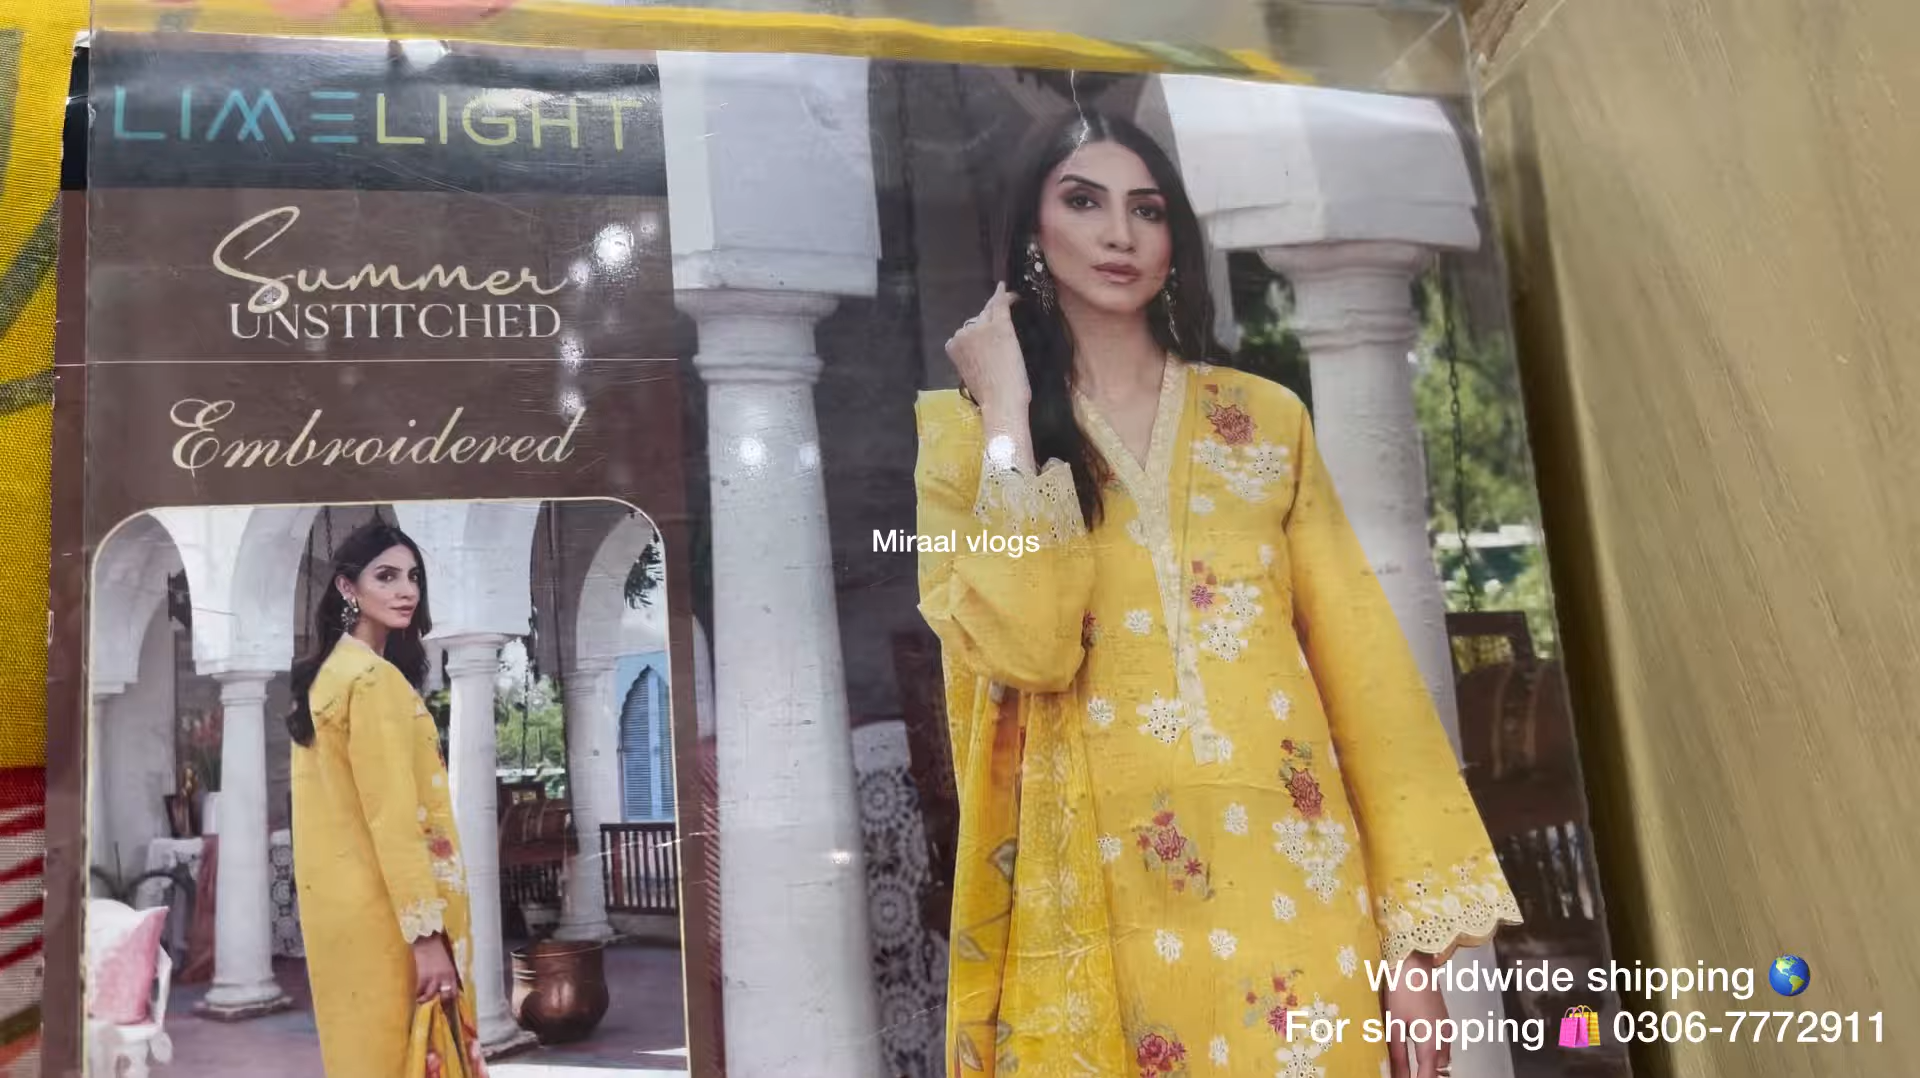 LIMELIGHT
Summer
UNSTITCHED
Embroidered
Miraal vlogs
Worldwide shipping 🌎
For shopping 🛍️ 0306-7772911